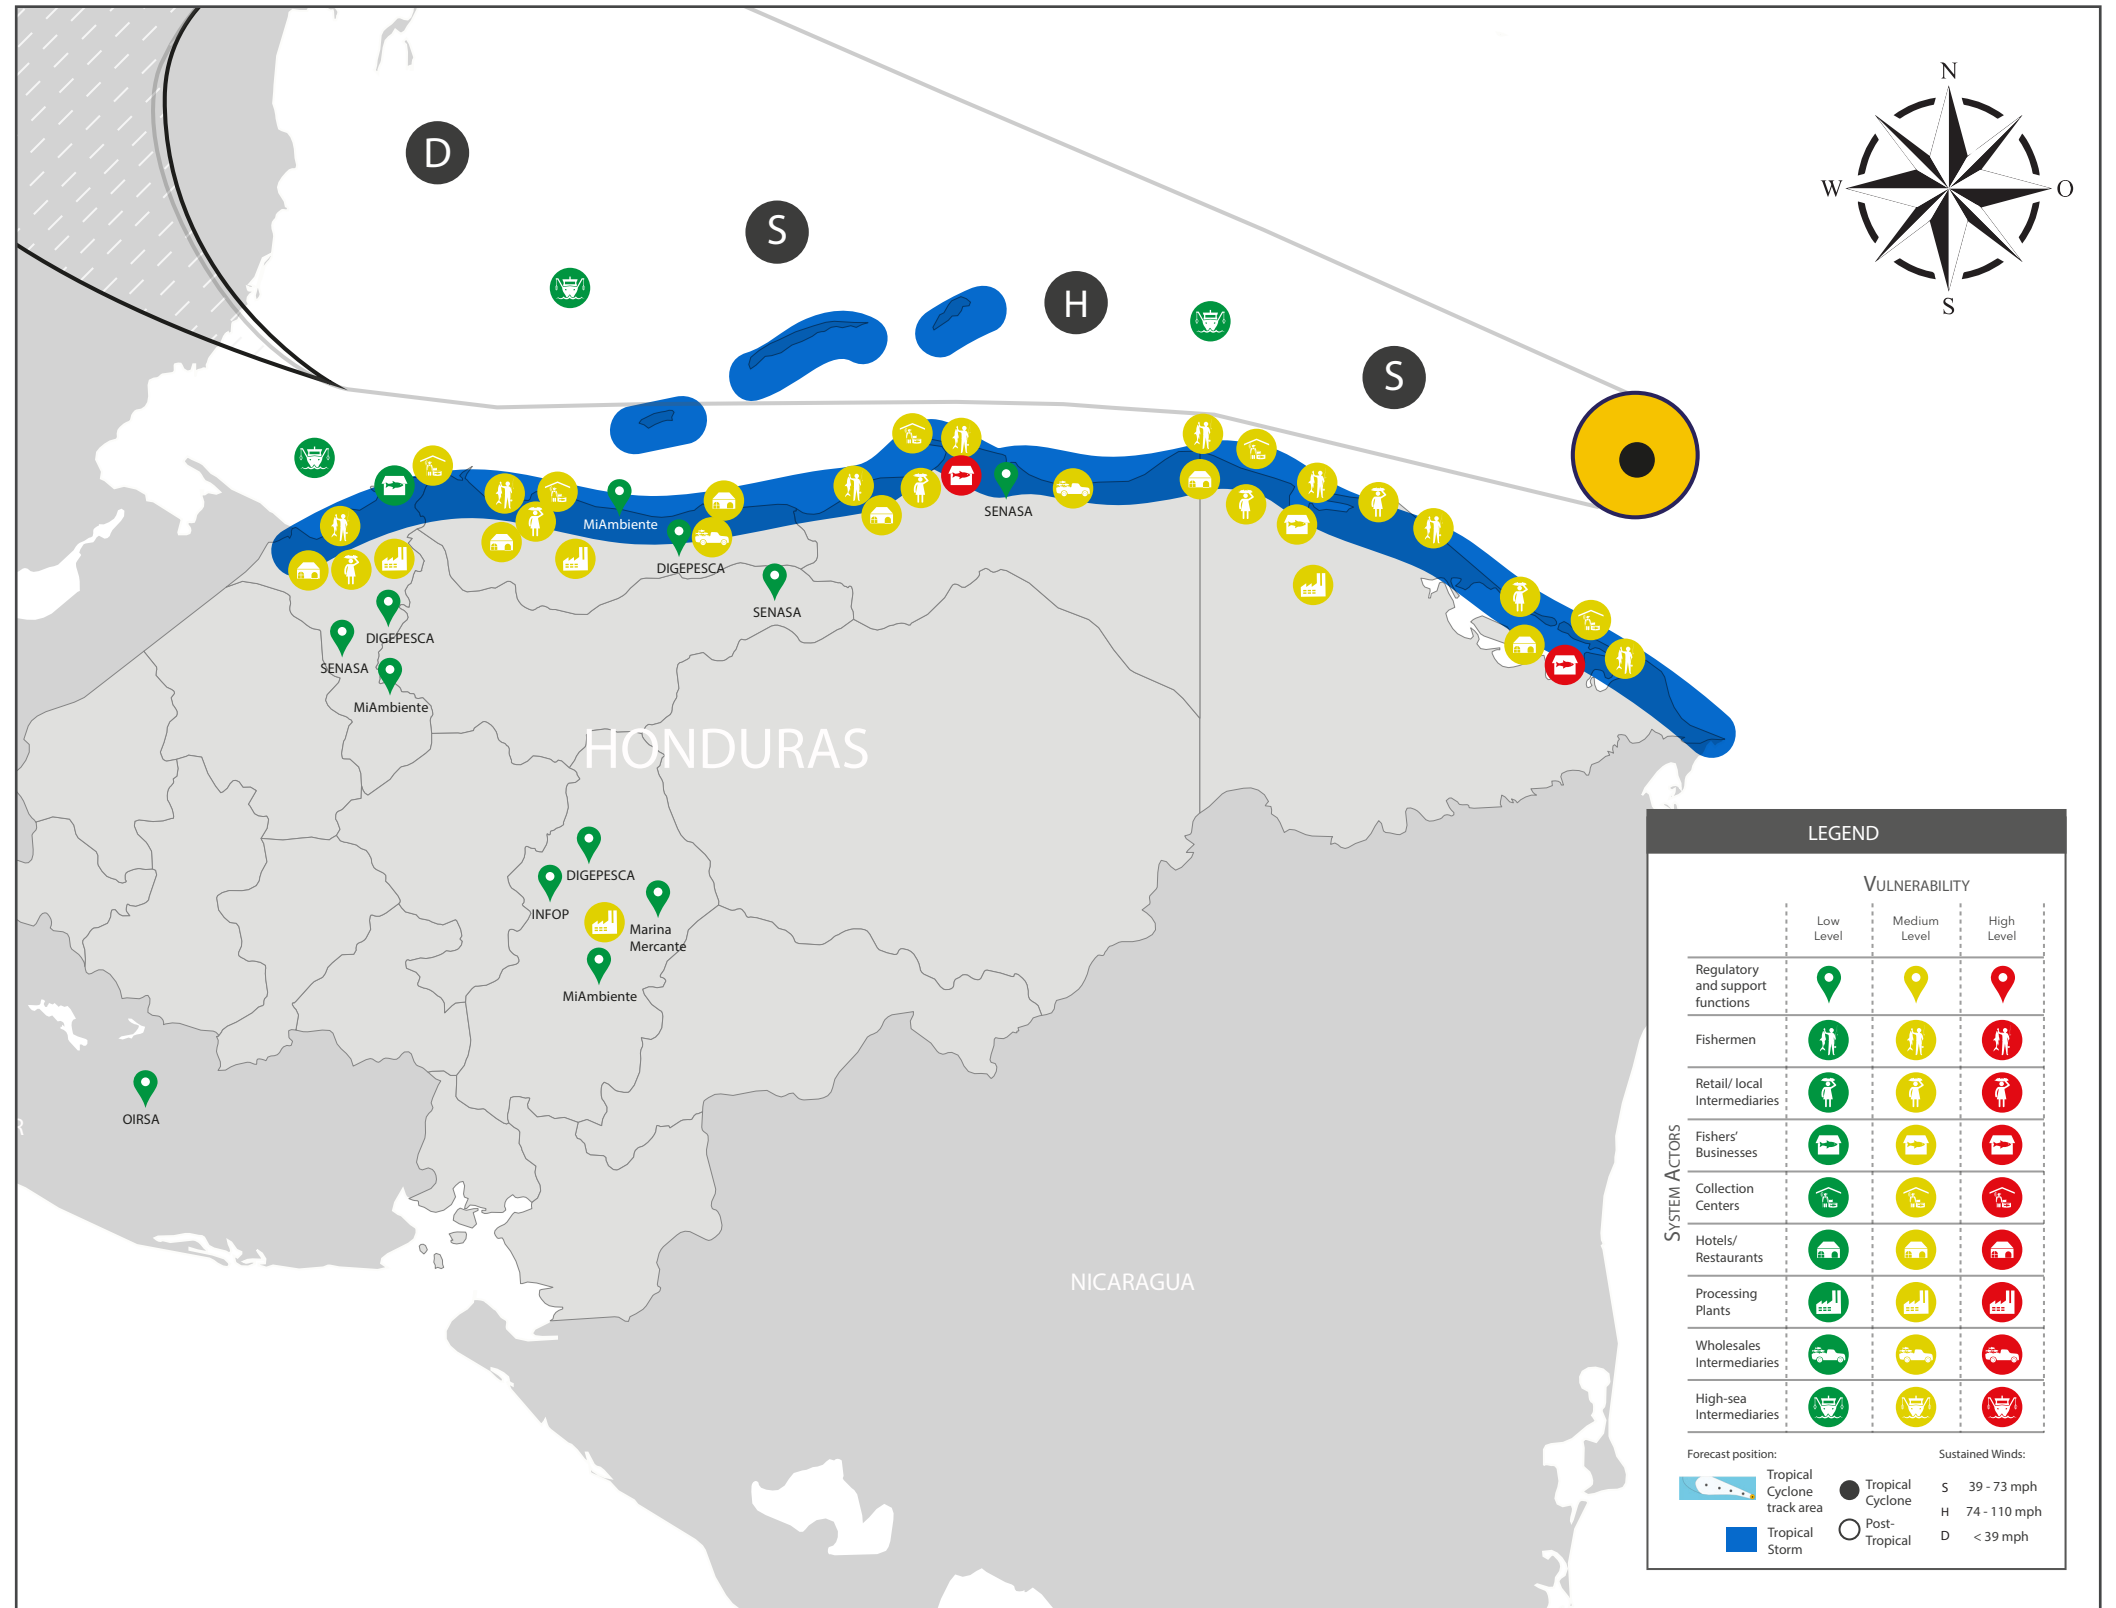 N
W
O
S
D
S
H
S
MiAmbiente
SENASA
DIGEPESCA
SENASA
DIGEPESCA
SENASA
MiAmbiente
HONDURAS
DIGEPESCA
INFOP
Marina
Mercante
MiAmbiente
OIRSA
R
NICARAGUA
LEGEND
VULNERABILITY
Low
Level
Medium
Level
High
Level
SYSTEM ACTORS
Regulatory
and support
functions
Fishermen
Retail/ local
Intermediaries
Fishers'
Businesses
Collection
Centers
Hotels/
Restaurants
Processing
Plants
Wholesales
Intermediaries
High-sea
Intermediaries
Forecast position:
Sustained Winds:
Tropical
Cyclone
track area
Tropical
Storm
Tropical
Cyclone
Post-
Tropical
S 39 - 73 mph
H 74 - 110 mph
D < 39 mph